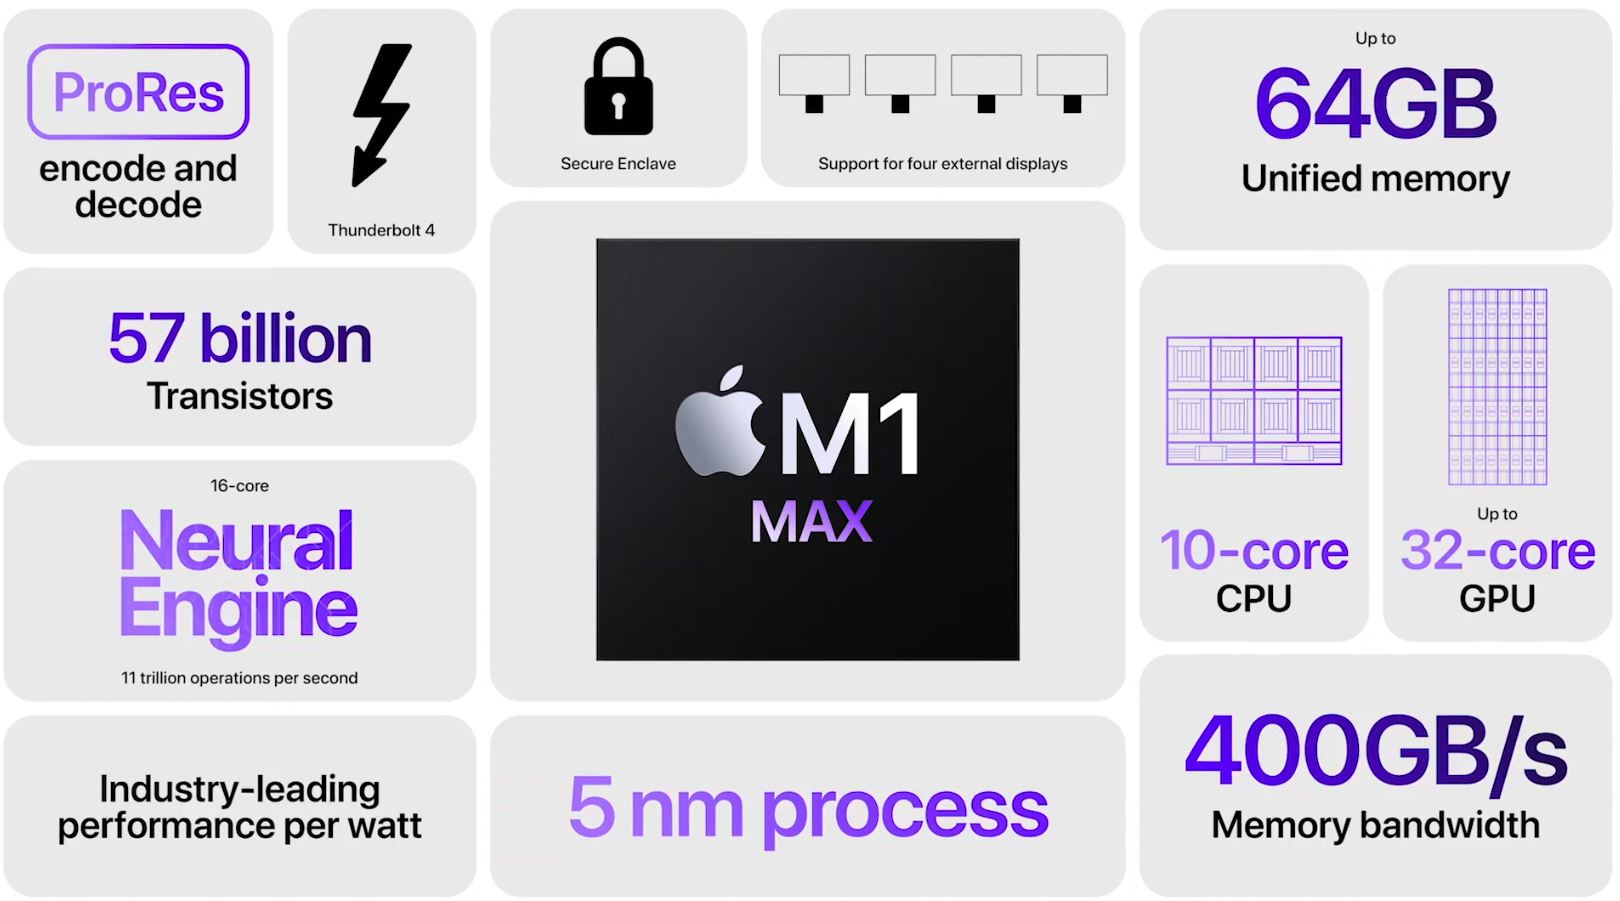 ProRes
encode and
decode
Thunderbolt 4
Secure Enclave
Support for four external displays
Up to
64GB
Unified memory
57 billion
Transistors
M1
MAX
10-core
CPU
Up to
32-core
GPU
16-core
Neural
Engine
11 trillion operations per second
Industry-leading
performance per watt
5 nm process
400GB/s
Memory bandwidth